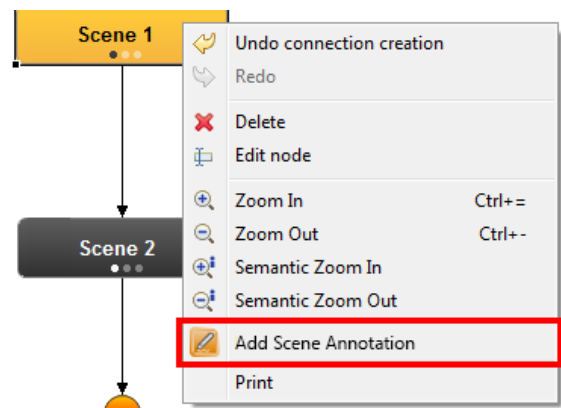 Scene 1
Undo connection creation
Redo
Delete
Edit node
Zoom In Ctrl+=
Scene 2
Zoom Out Ctrl+-
Semantic Zoom In
Semantic Zoom Out
Add Scene Annotation
Print